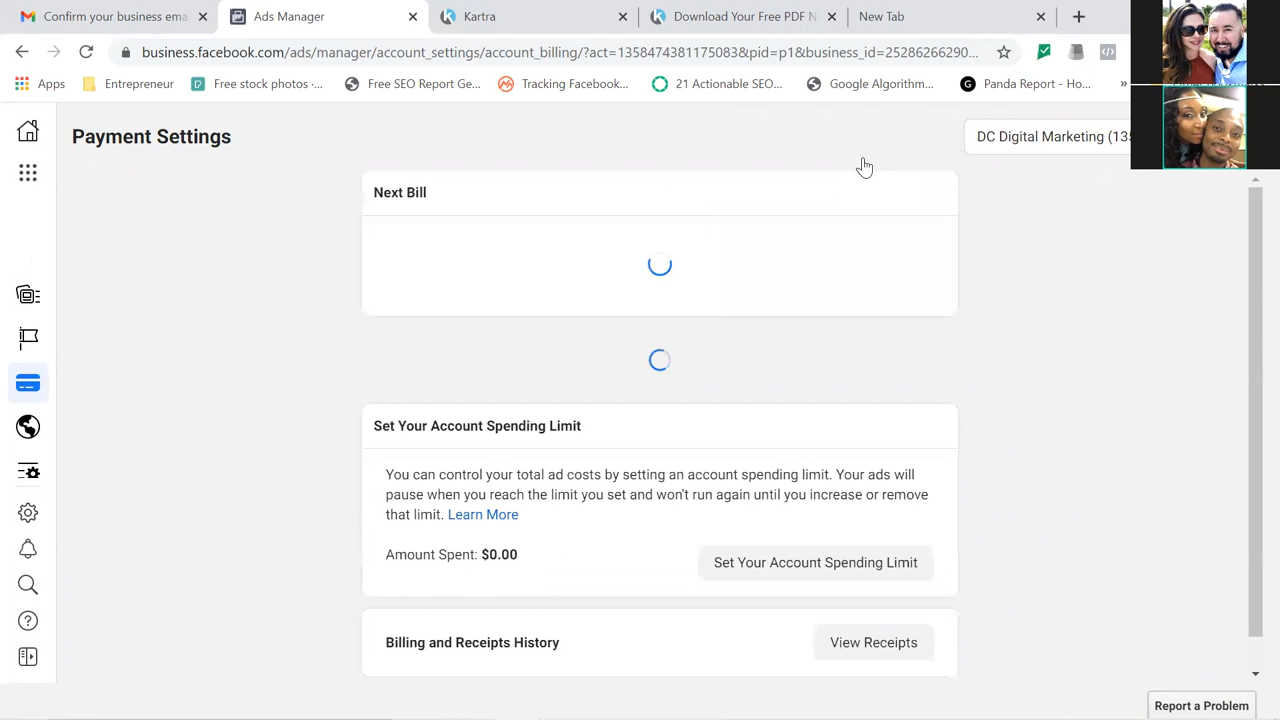 Confirm your business ema
Ads Manager
Kartra
Download Your Free PDF N
New Tab
business.facebook.com/ads/manager/account_settings/account_billing/?act=135847438117508​3&pid=p1&business_id=25286266290...
Apps
Entrepreneur
Free stock photos -...
Free SEO Report Ge...
Tracking Facebook...
21 Actionable SEO...
Google Algorithm...
G
Panda Report - Ho...
»
Payment Settings
DC Digital Marketing (135
Next Bill
Set Your Account Spending Limit
You can control your total ad costs by setting an account spending limit. Your ads will
pause when you reach the limit you set and won't run again until you increase or remove
that limit. Learn More
Amount Spent: $0.00
Set Your Account Spending Limit
Billing and Receipts History
View Receipts
Report a Problem